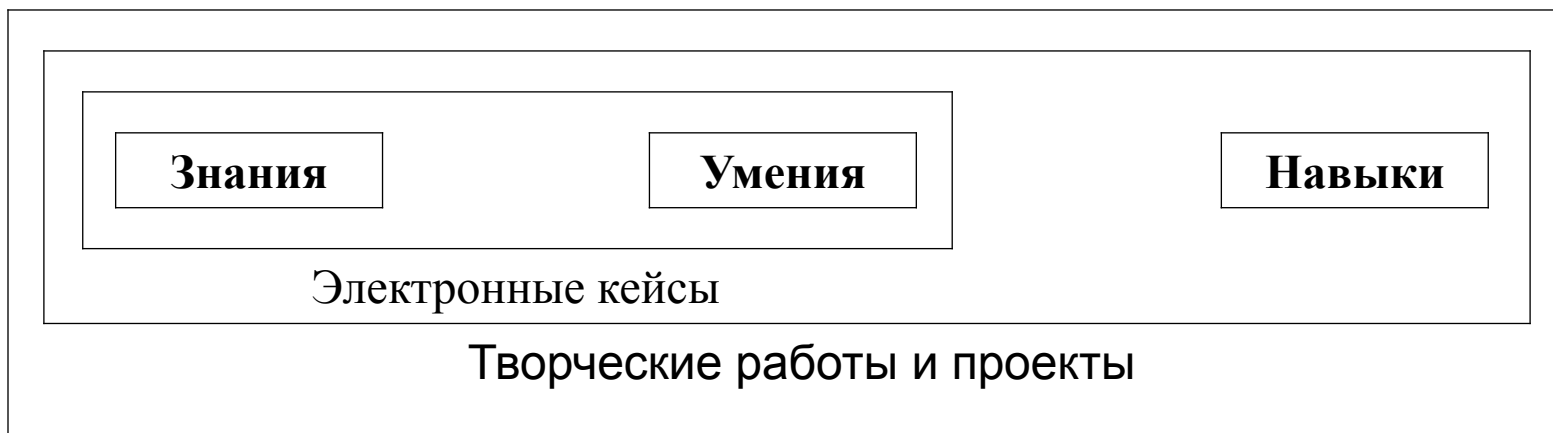 Знания Умения Навыки
Электронные кейсы
Творческие работы и проекты